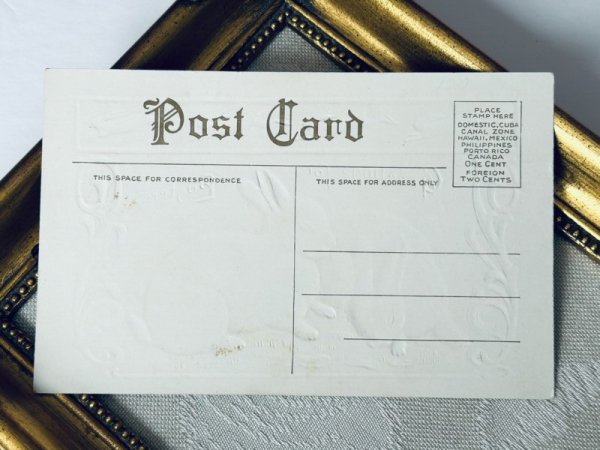 Post Card
PLACE
STAMP HERE
DOMESTIC, CUBA
CANAL ZONE
HAWAII, MEXICO
PHILIPPINES
PORTO RICO
CANADA
ONE CENT
FOREIGN
TWO CENTS
THIS SPACE FOR CORRESPONDENCE
THIS SPACE FOR ADDRESS ONLY